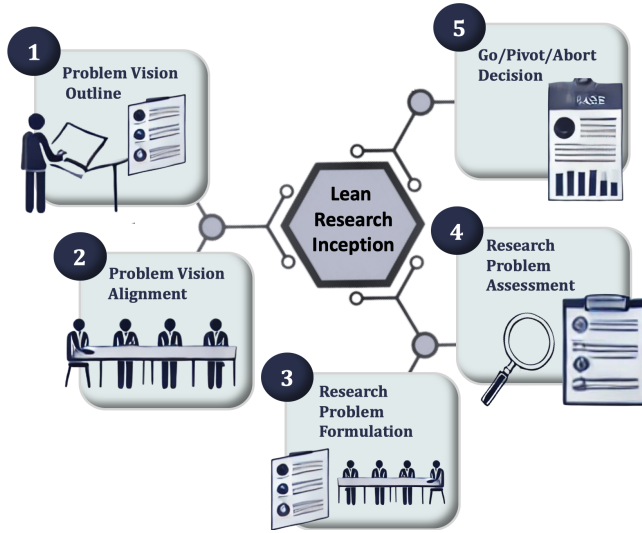 Lean
Research
Inception
1
Problem Vision
Outline
2
Problem Vision
Alignment
3
Research
Problem
Formulation
4
Research
Problem
Assessment
5
Go/Pivot/Abort
Decision